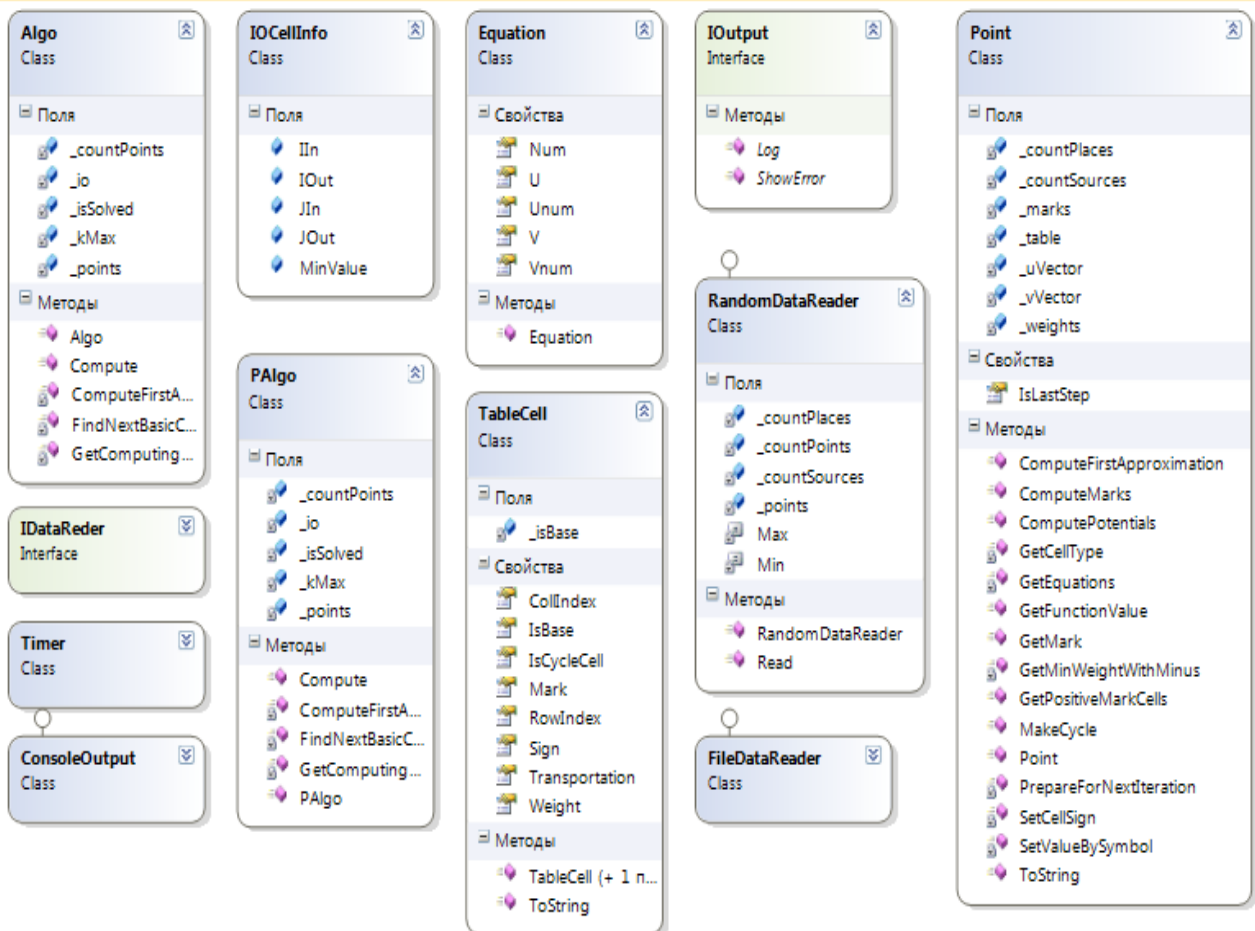 Algo
Class
Поля
_countPoints
_io
_isSolved
_kMax
_points
Методы
Algo
Compute
ComputeFirstA...
FindNextBasicC...
GetComputing...
IDataReder
Interface
Timer
Class
ConsoleOutput
Class
IOCellInfo
Class
Поля
IIn
IOut
JIn
JOut
MinValue
PAlgo
Class
Поля
_countPoints
_io
_isSolved
_kMax
_points
Методы
Compute
ComputeFirstA...
FindNextBasicC...
GetComputing...
PAlgo
Equation
Class
Свойства
Num
U
Unum
V
Vnum
Методы
Equation
TableCell
Class
Поля
_isBase
Свойства
CollIndex
IsBase
IsCycleCell
Mark
RowIndex
Sign
Transportation
Weight
Методы
TableCell (+ 1 п...
ToString
IOutput
Interface
Методы
Log
ShowError
RandomDataReader
Class
Поля
_countPlaces
_countPoints
_countSources
_points
Max
Min
Методы
RandomDataReader
Read
FileDataReader
Class
Point
Class
Поля
_countPlaces
_countSources
_marks
_table
_uVector
_vVector
_weights
Свойства
IsLastStep
Методы
ComputeFirstApproximation
ComputeMarks
ComputePotentials
GetCellType
GetEquations
GetFunctionValue
GetMark
GetMinWeightWithMinus
GetPositiveMarkCells
MakeCycle
Point
PrepareForNextIteration
SetCellSign
SetValueBySymbol
ToString